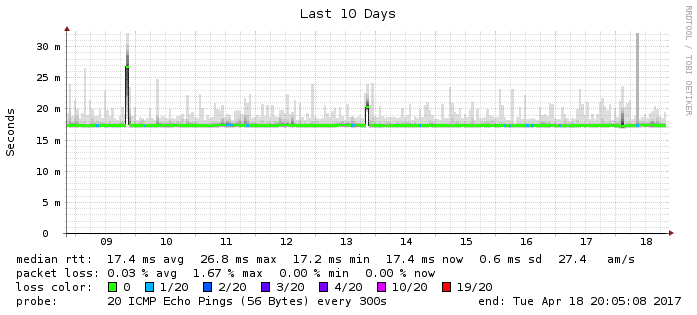 Last 10 Days
RRDTOOL / TOBI OETIKER
Seconds
30 m
25 m
20 m
15 m
10 m
5 m
0
09 10 11 12 13 14 15 16 17 18
median rtt: 17.4 ms avg 26.8 ms max 17.2 ms min 17.4 ms now 0.6 ms sd 27.4 am/s
packet loss: 0.03 % avg 1.67 % max 0.00 % min 0.00 % now
loss color: 0 1/20 2/20 3/20 4/20 10/20 19/20
probe: 20 ICMP Echo Pings (56 Bytes) every 300s end: Tue Apr 18 20:05:08 2017